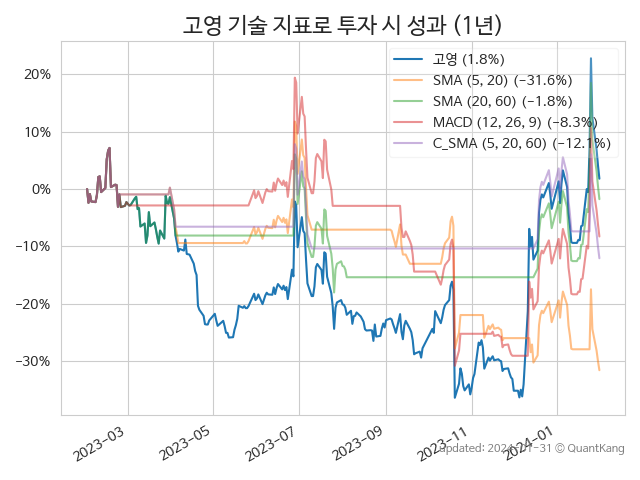 고영 기술 지표로 투자 시 성과 (1년)
고영 (1.8%)
SMA (5, 20) (−31.6%)
SMA (20, 60) (−1.8%)
MACD (12, 26, 9) (−8.3%)
C_SMA (5, 20, 60) (−12.1%)
20%
10%
0%
−10%
−20%
−30%
2023-03
2023-05
2023-07
2023-09
2023-11
2024-01
updated: 2024-01-31 © QuantKang